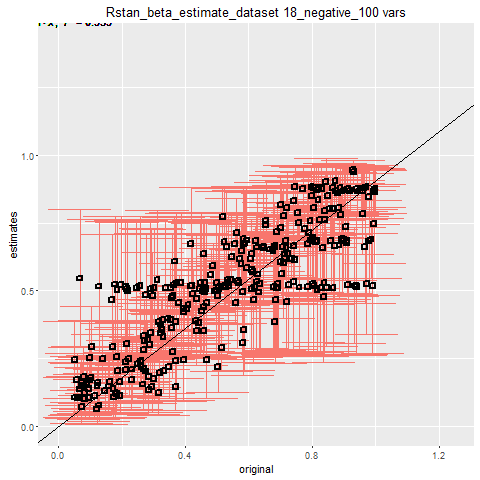 Rstan_beta_estimate_dataset 18_negative_100 vars
1.0
0.5
0.0
estimates
0.0 0.4 0.8 1.2
original